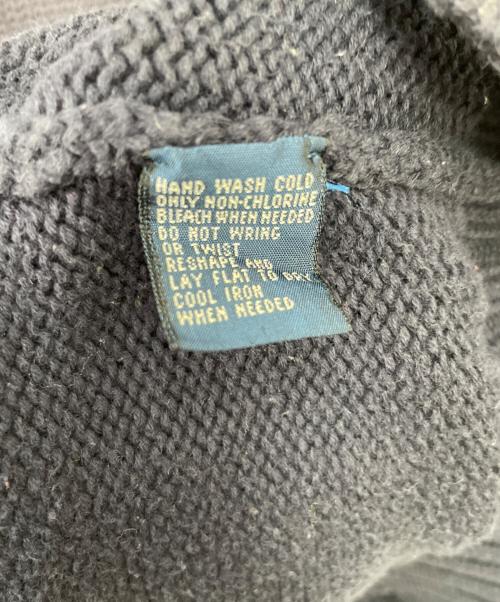 HAND WASH COLD
ONLY NON-CHLORINE
BLEACH WHEN NEEDED
DO NOT WRING
OR TWIST
RESHAPE AND
LAY FLAT TO DRY
COOL IRON
WHEN NEEDED